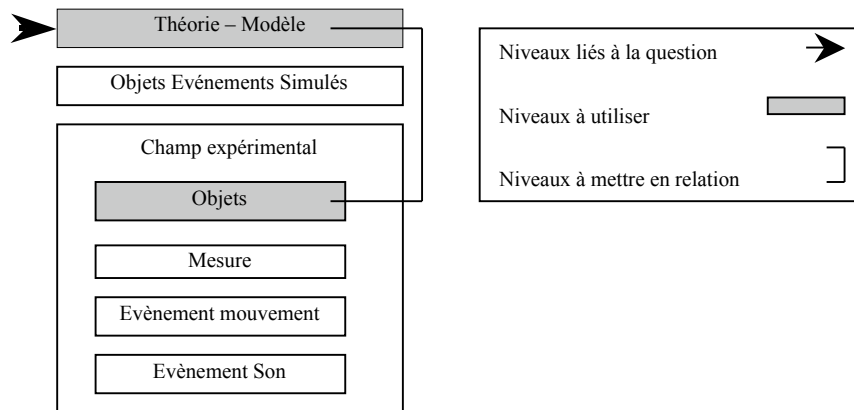 Théorie – Modèle
Objets Evénements Simulés
Champ expérimental
Objets
Mesure
Evènement mouvement
Evènement Son
Niveaux liés à la question
Niveaux à utiliser
Niveaux à mettre en relation